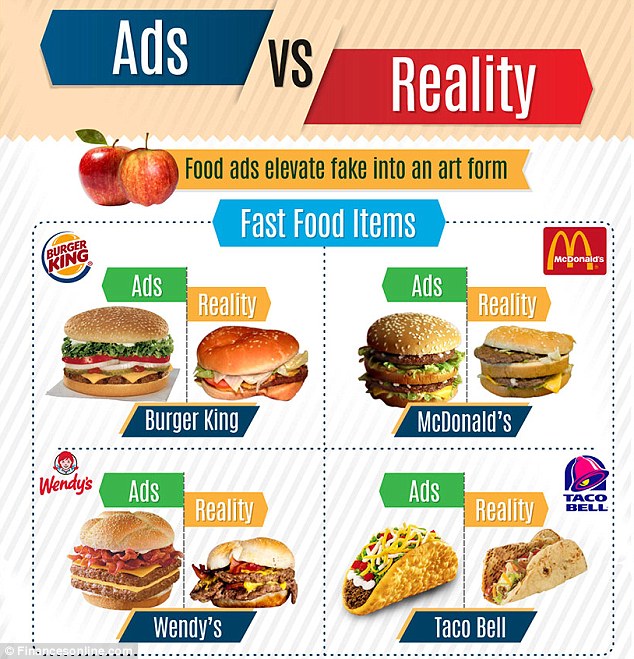 Ads
VS
Reality
Food ads elevate fake into an art form
Fast Food Items
BURGER
KING
Ads
Reality
Burger King
McDonald's
Ads
Reality
McDonald's
Wendy's
Ads
Reality
Wendy's
TACO
BELL
Ads
Reality
Taco Bell
© Financesonline.com